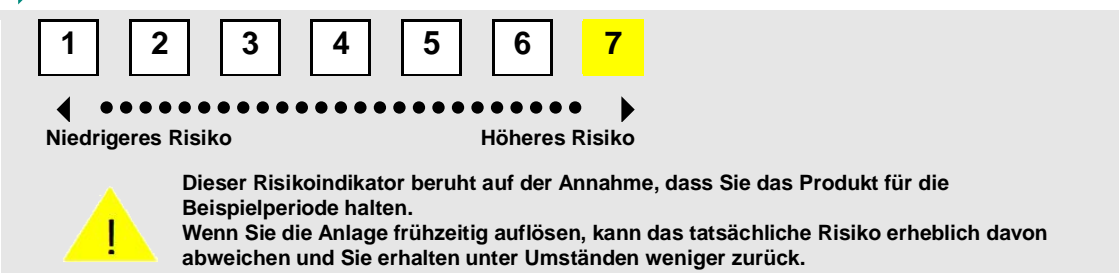 1 2 3 4 5 6 7
Niedrigeres Risiko Höheres Risiko
Dieser Risikoindikator beruht auf der Annahme, dass Sie das Produkt für die
Beispielperiode halten.
! Wenn Sie die Anlage frühzeitig auflösen, kann das tatsächliche Risiko erheblich davon
abweichen und Sie erhalten unter Umständen weniger zurück.